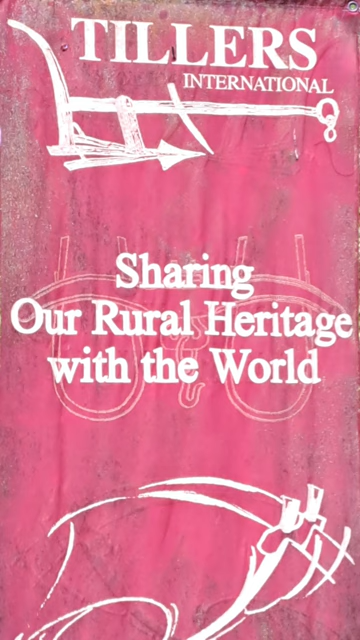 TILLERS
INTERNATIONAL
Sharing
Our Rural Heritage
with the World